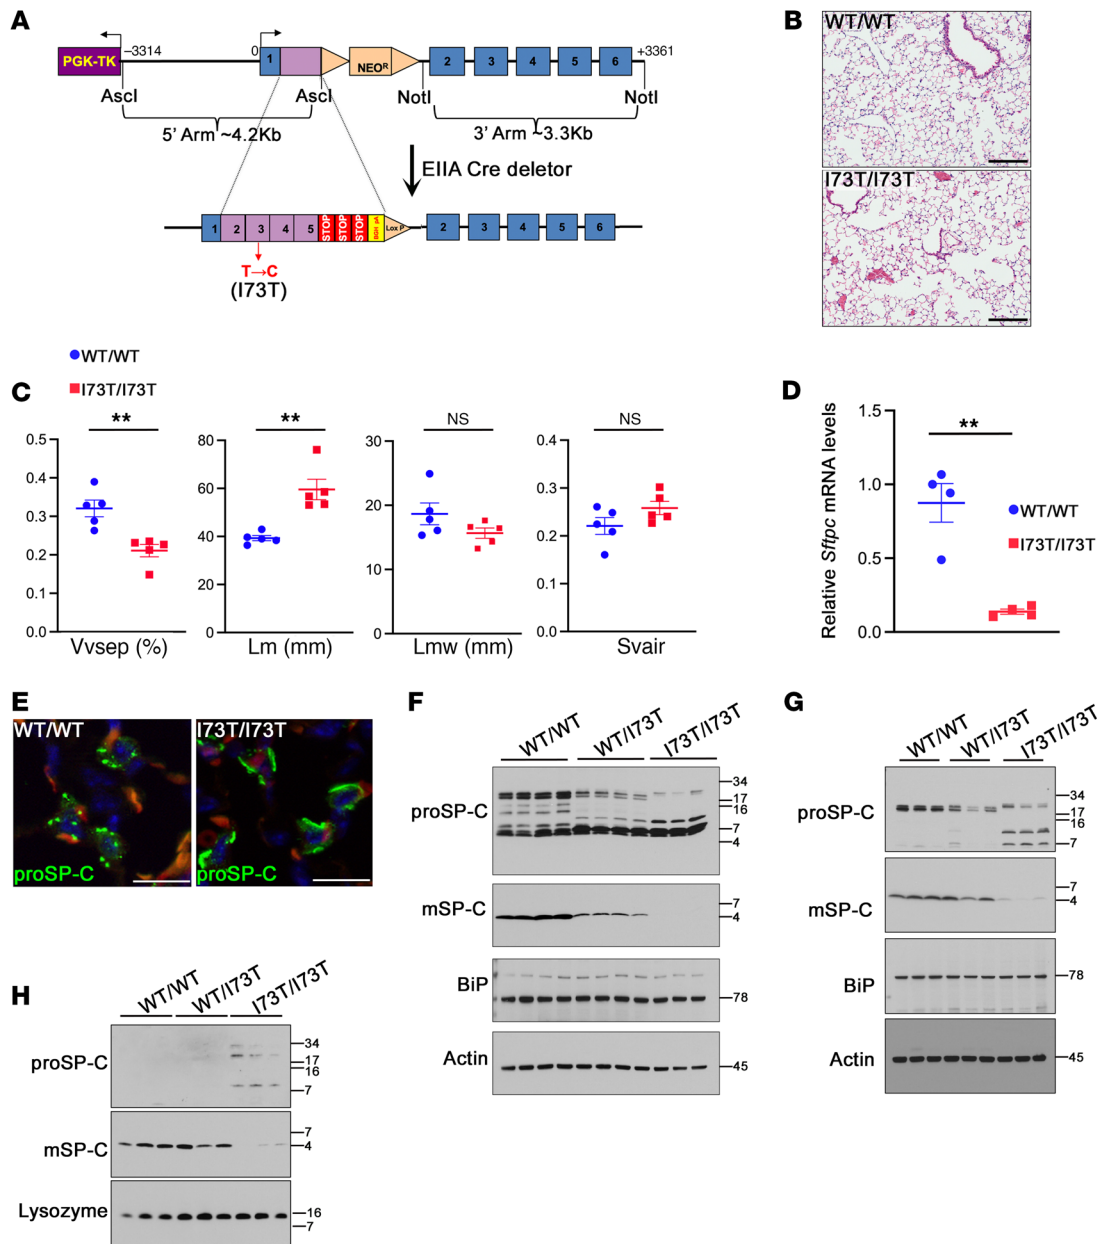 A
PGK-TK
–3314
0
1
NEOᴿ
2
3
4
5
6
+3361
AscI
AscI
NotI
NotI
5' Arm ~4.2Kb
3' Arm ~3.3Kb
EIIA Cre deletor
1
2
3
4
5
STOP
STOP
STOP
BGH pA
Lox P
2
3
4
5
6
T→C
(I73T)
B
WT/WT
I73T/I73T
WT/WT
I73T/I73T
C
**
0.5
0.4
0.3
0.2
0.1
0.0
Vvsep (%)
**
80
60
40
20
0
Lm (mm)
NS
30
20
10
0
Lmw (mm)
NS
0.4
0.3
0.2
0.1
0.0
Svair
D
Relative Sftpc mRNA levels
1.5
1.0
0.5
0.0
**
WT/WT
I73T/I73T
E
WT/WT
proSP-C
I73T/I73T
proSP-C
F
WT/WT
WT/I73T
I73T/I73T
proSP-C
34
17
16
7
4
mSP-C
7
4
BiP
78
Actin
45
G
WT/WT
WT/I73T
I73T/I73T
proSP-C
34
17
16
7
mSP-C
7
4
BiP
78
Actin
45
H
WT/WT
WT/I73T
I73T/I73T
proSP-C
34
17
16
7
mSP-C
7
4
Lysozyme
16
7